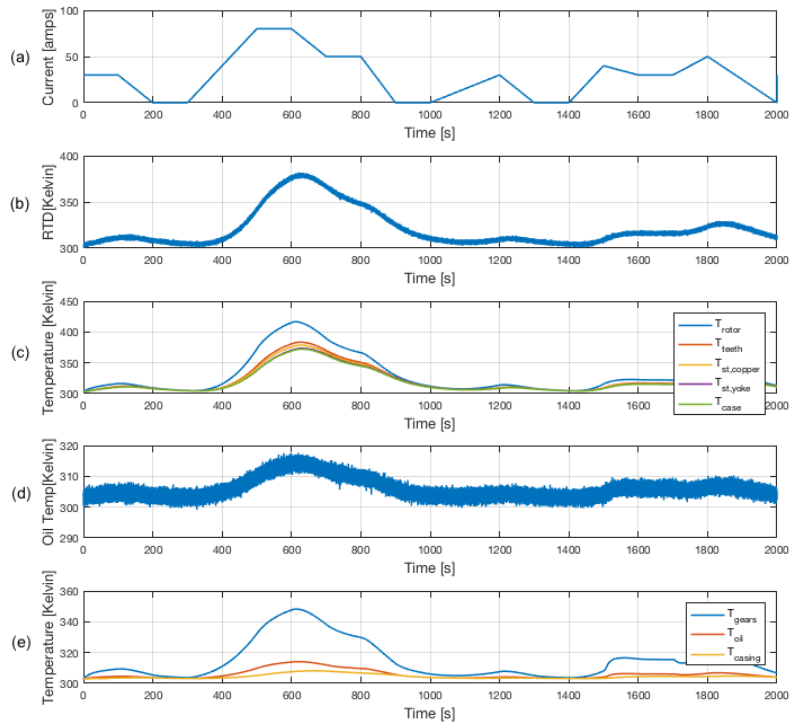 (a)
Current [amps]
100
50
0
0 200 400 600 800 1000 1200 1400 1600 1800 2000
Time [s]
(b)
RTD[Kelvin]
400
350
300
0 200 400 600 800 1000 1200 1400 1600 1800 2000
Time [s]
(c)
Temperature [Kelvin]
450
400
350
300
T_rotor
T_teeth
T_st,copper
T_st,yoke
T_case
0 200 400 600 800 1000 1200 1400 1600 1800 2000
Time [s]
(d)
Oil Temp[Kelvin]
320
310
300
290
0 200 400 600 800 1000 1200 1400 1600 1800 2000
Time [s]
(e)
Temperature [Kelvin]
360
340
320
300
T_gears
T_oil
T_casing
0 200 400 600 800 1000 1200 1400 1600 1800 2000
Time [s]